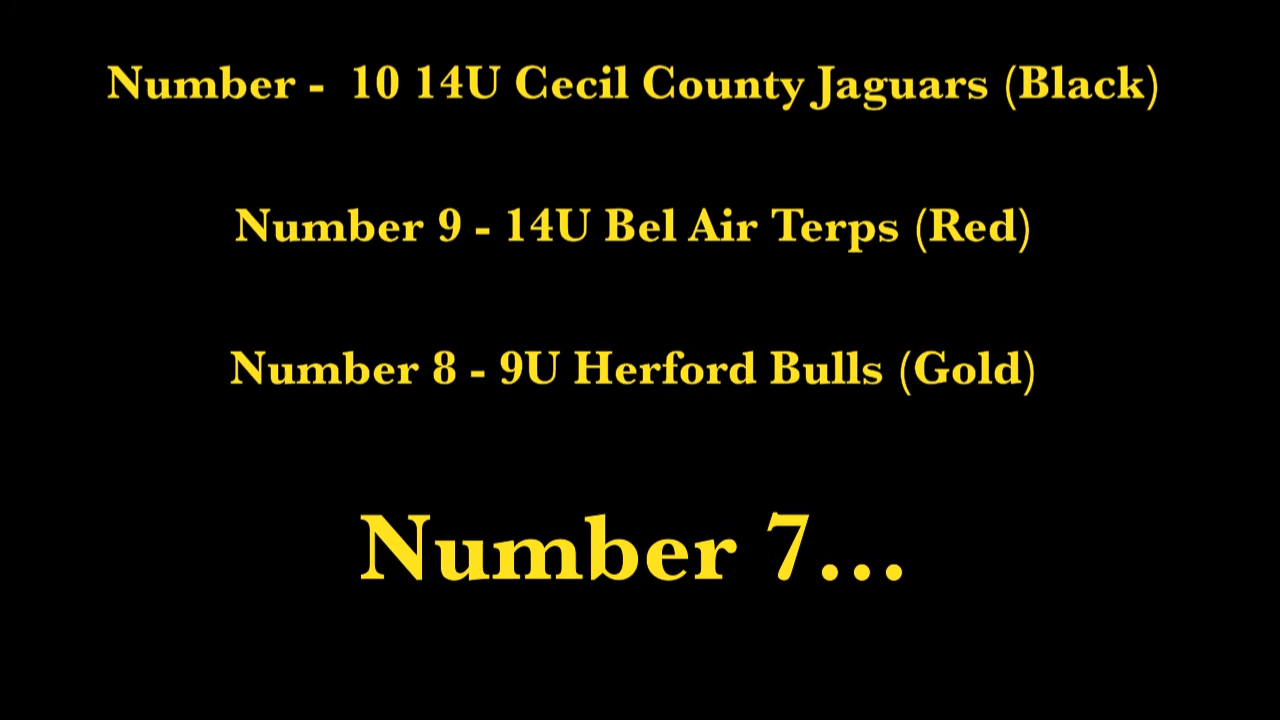 Number - 10 14U Cecil County Jaguars (Black)
Number 9 - 14U Bel Air Terps (Red)
Number 8 - 9U Herford Bulls (Gold)
Number 7...